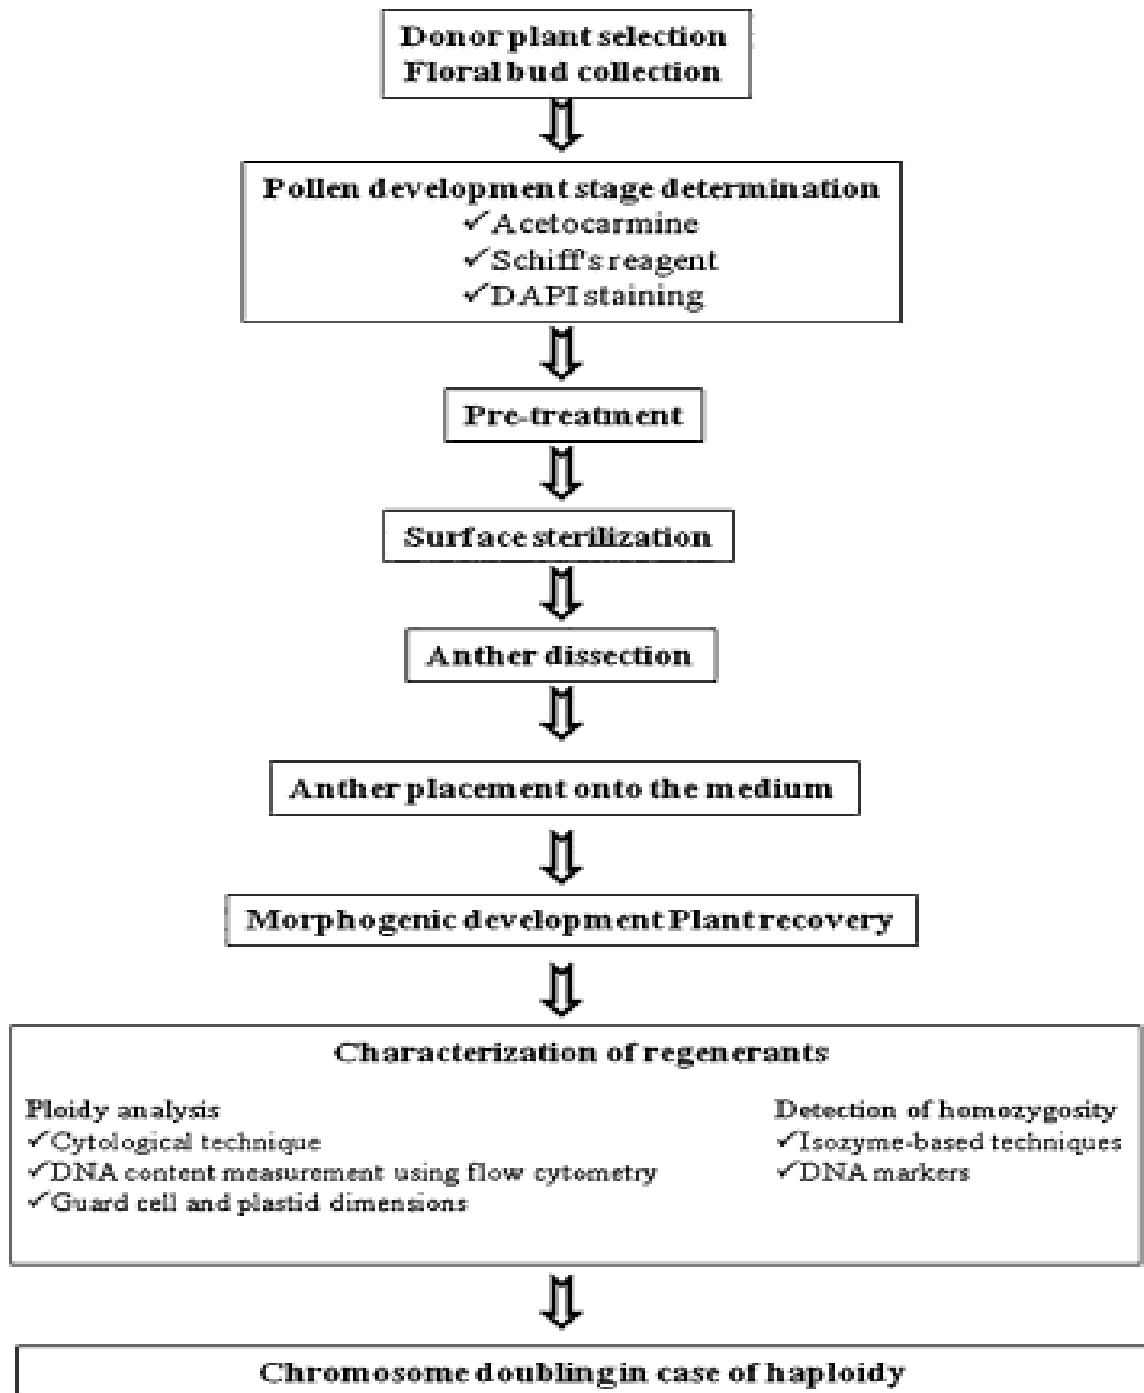 Donor plant selection
Floral bud collection
Pollen development stage determination
✓Acetocarmine
✓Schiff's reagent
✓DAPI staining
Pre-treatment
Surface sterilization
Anther dissection
Anther placement onto the medium
Morphogenic development Plant recovery
Characterization of regenerants
Ploidy analysis
✓Cytological technique
✓DNA content measurement using flow cytometry
✓Guard cell and plastid dimensions
Detection of homozygosity
✓Isozyme-based techniques
✓DNA markers
Chromosome doubling in case of haploidy